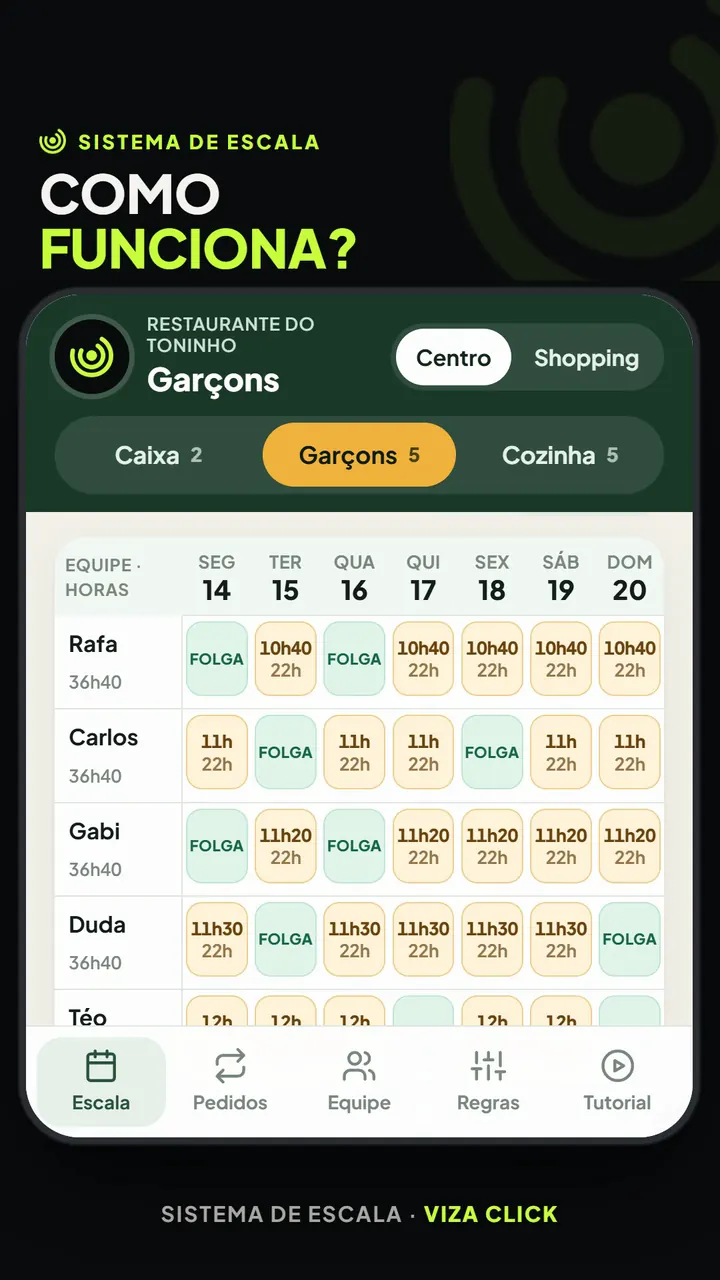 SISTEMA DE ESCALA
COMO
FUNCIONA?
RESTAURANTE DO
TONINHO
Garçons
Centro
Shopping
Caixa 2
Garçons 5
Cozinha 5
EQUIPE ·
HORAS
SEG TER QUA QUI SEX SÁB DOM
14 15 16 17 18 19 20
Rafa
36h40
FOLGA
10h40
22h
FOLGA
10h40
22h
10h40
22h
10h40
22h
10h40
22h
Carlos
36h40
11h
22h
FOLGA
11h
22h
11h
22h
FOLGA
11h
22h
11h
22h
Gabi
36h40
FOLGA
11h20
22h
FOLGA
11h20
22h
11h20
22h
11h20
22h
11h20
22h
Duda
36h40
11h30
22h
FOLGA
11h30
22h
11h30
22h
11h30
22h
11h30
22h
FOLGA
Téo
12h 12h 12h 12h 12h
Escala
Pedidos
Equipe
Regras
Tutorial
SISTEMA DE ESCALA · VIZA CLICK